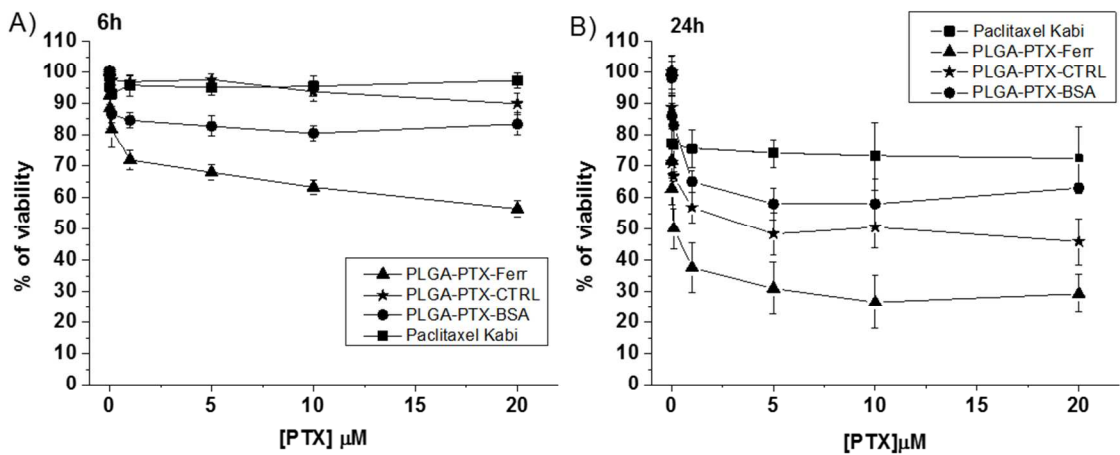 A)
6h
110
100
90
80
70
60
50
40
30
20
10
0
% of viability
0
5
10
15
20
[PTX] µM
PLGA-PTX-Ferr
PLGA-PTX-CTRL
PLGA-PTX-BSA
Paclitaxel Kabi
B)
24h
110
100
90
80
70
60
50
40
30
20
10
0
% of viability
0
5
10
15
20
[PTX]µM
Paclitaxel Kabi
PLGA-PTX-Ferr
PLGA-PTX-CTRL
PLGA-PTX-BSA